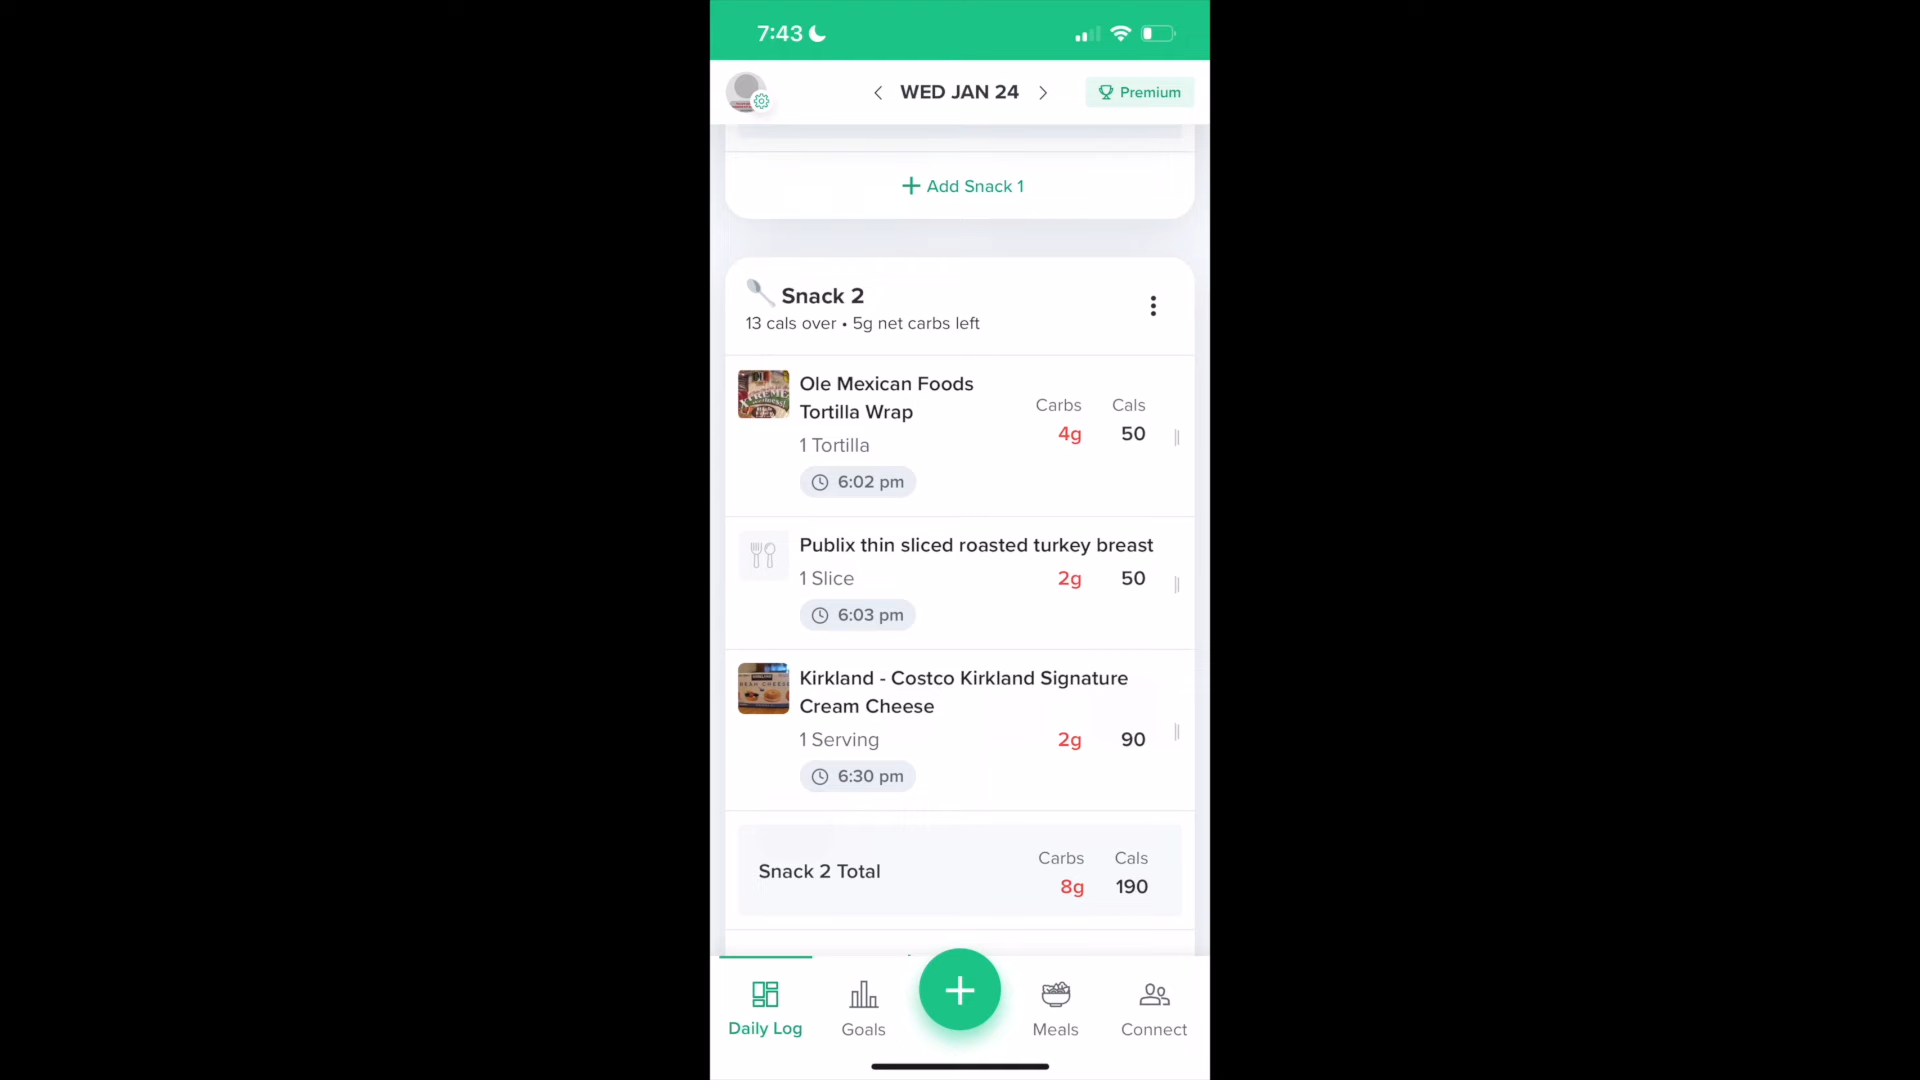 7:43
WED JAN 24
Premium
Add Snack 1
Snack 2
13 cals over • 5g net carbs left
Ole Mexican Foods
Tortilla Wrap
Carbs Cals
4g 50
1 Tortilla
6:02 pm
Publix thin sliced roasted turkey breast
1 Slice 2g 50
6:03 pm
Kirkland - Costco Kirkland Signature
Cream Cheese
1 Serving 2g 90
6:30 pm
Carbs Cals
Snack 2 Total
8g 190
Daily Log Goals Meals Connect